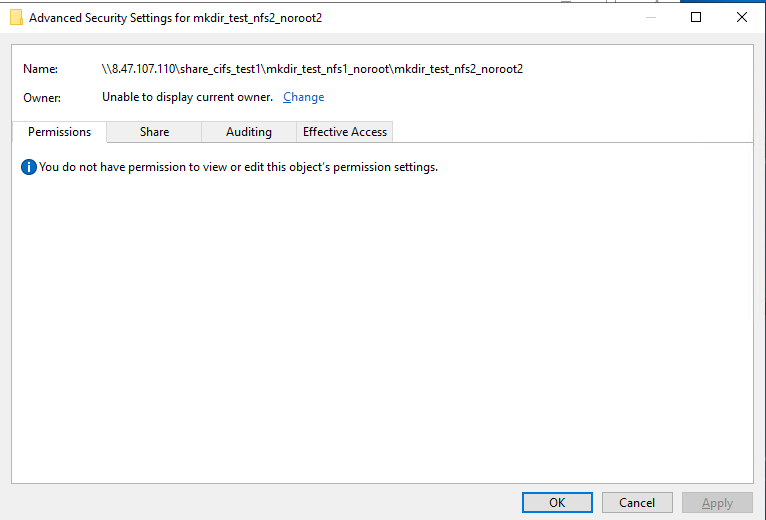 Advanced Security Settings for mkdir_test_nfs2_noroot2
Name: \\8.47.107.110\share_cifs_test1\mkdir_test_nfs1_noroot\mkdir_test_nfs2_noroot2
Owner: Unable to display current owner. Change
Permissions Share Auditing Effective Access
You do not have permission to view or edit this object's permission settings.
OK Cancel Apply